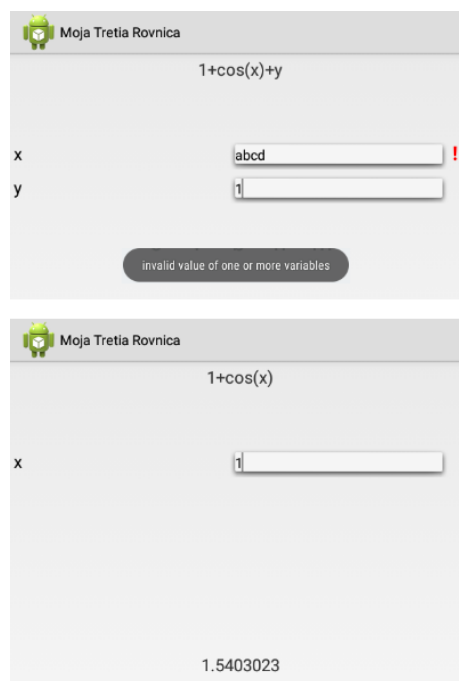 Moja Tretia Rovnica
1+cos(x)+y
x abcd !
y 1
invalid value of one or more variables
Moja Tretia Rovnica
1+cos(x)
x 1
1.5403023